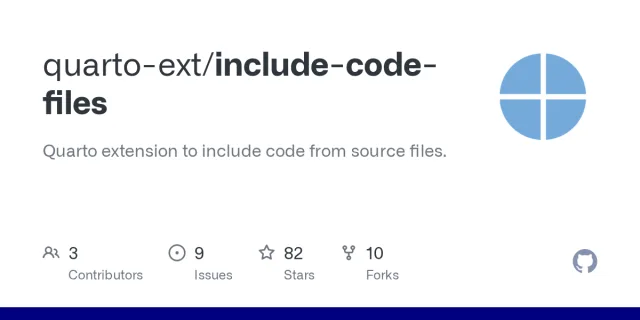 quarto-ext/include-code-
files
Quarto extension to include code from source files.
3 9 82 10
Contributors Issues Stars Forks